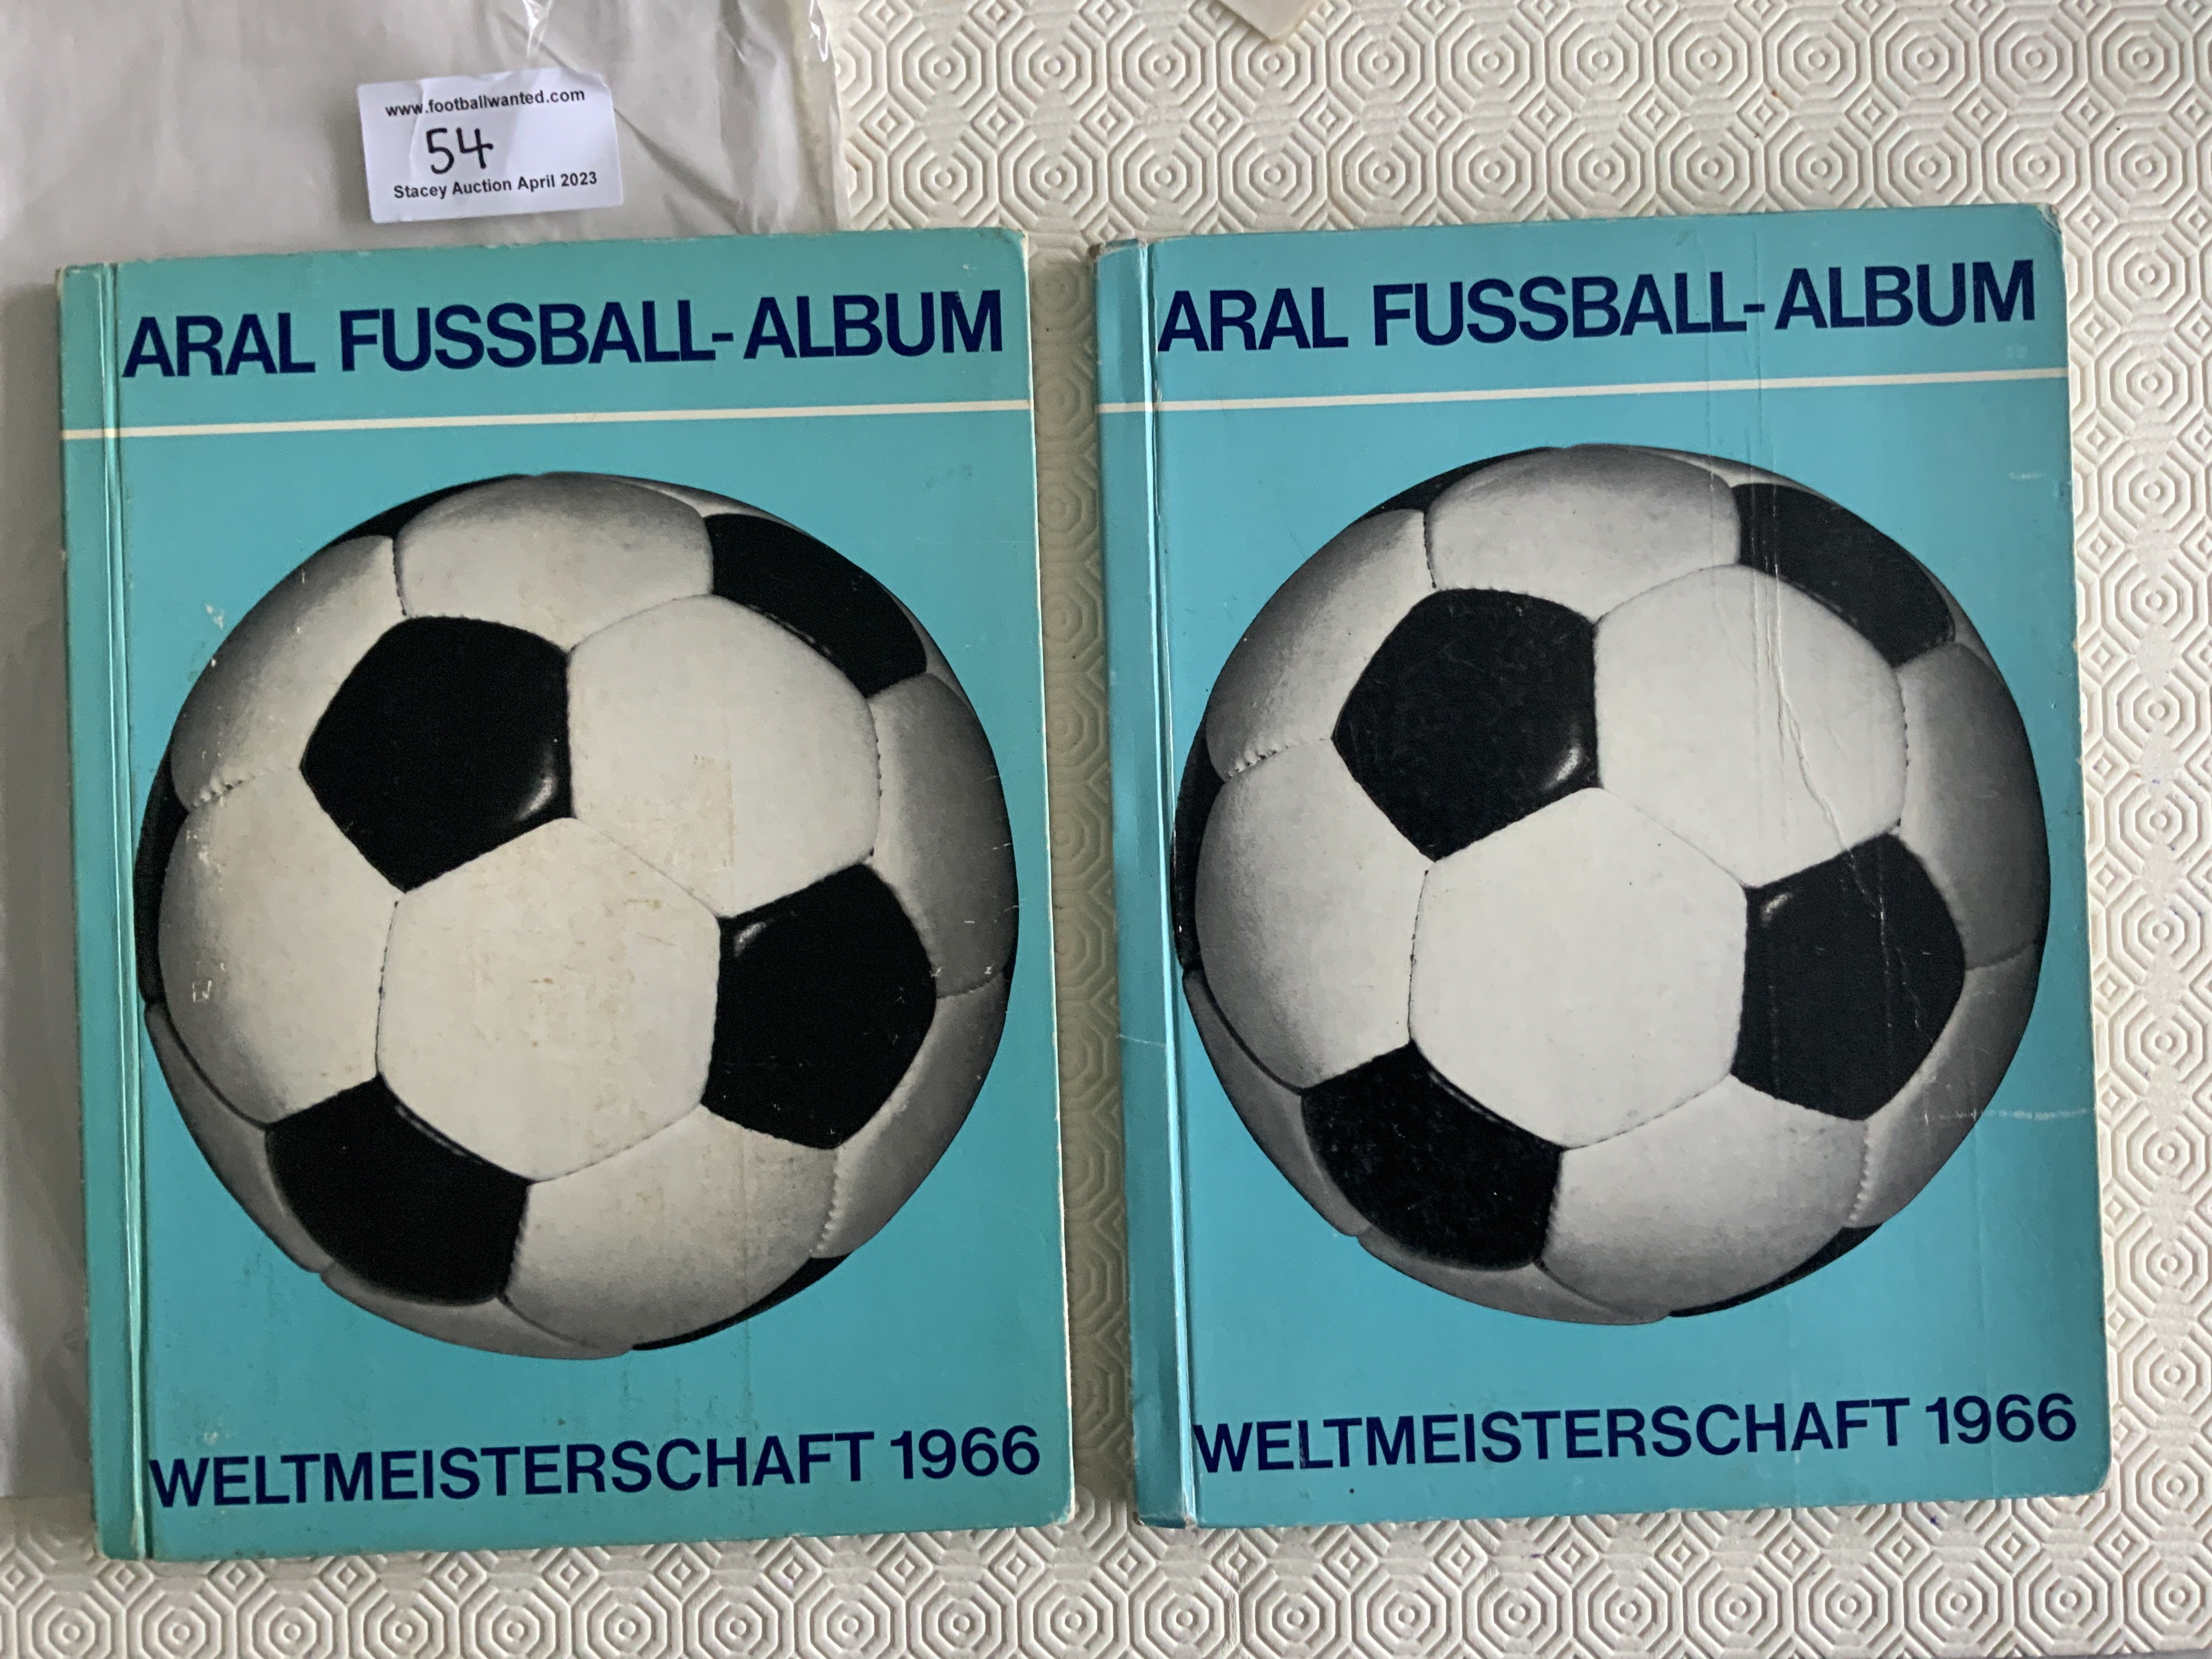 www.footballwanted.com
54
Stacey Auction April 2023
ARAL FUSSBALL-ALBUM
WELTMEISTERSCHAFT 1966
ARAL FUSSBALL-ALBUM
WELTMEISTERSCHAFT 1966